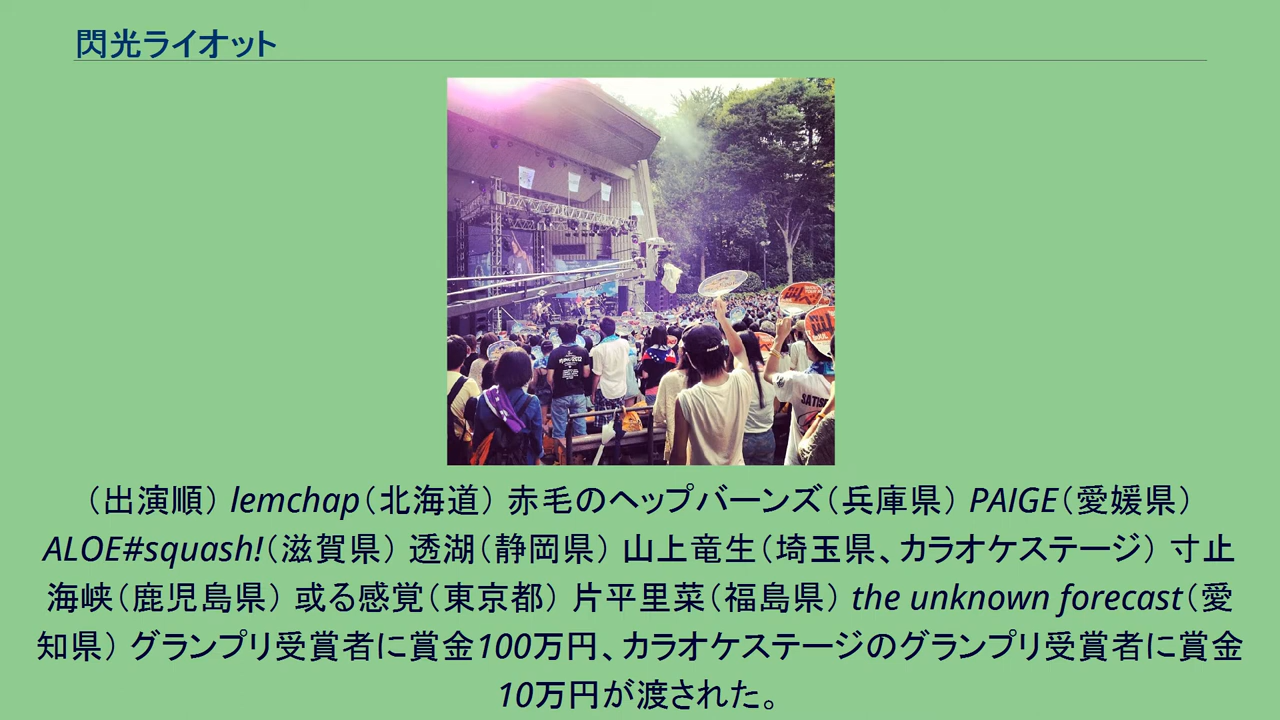 閃光ライオット
SATIS
（出演順） lemchap（北海道） 赤毛のヘップバーンズ（兵庫県） PAIGE（愛媛県）
ALOE#squash!（滋賀県） 透湖（静岡県） 山上竜生（埼玉県、カラオケステージ） 寸止
海峡（鹿児島県） 或る感覚（東京都） 片平里菜（福島県） the unknown forecast（愛
知県） グランプリ受賞者に賞金100万円、カラオケステージのグランプリ受賞者に賞金
10万円が渡された。